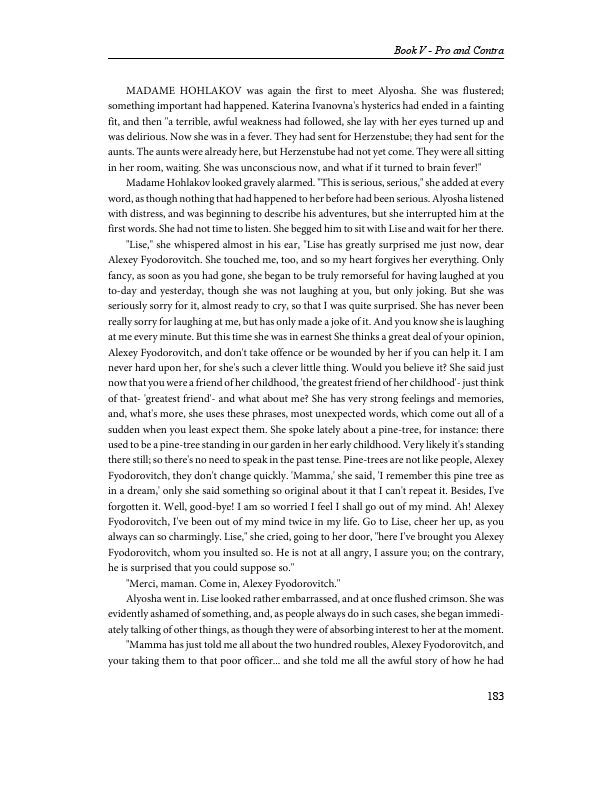 Book V - Pro and Contra
MADAME HOHLAKOV was again the first to meet Alyosha. She was flustered;
something important had happened. Katerina Ivanovna's hysterics had ended in a fainting
fit, and then "a terrible, awful weakness had followed, she lay with her eyes turned up and
was delirious. Now she was in a fever. They had sent for Herzenstube; they had sent for the
aunts. The aunts were already here, but Herzenstube had not yet come. They were all sitting
in her room, waiting. She was unconscious now, and what if it turned to brain fever!"
Madame Hohlakov looked gravely alarmed. "This is serious, serious," she added at every
word, as though nothing that had happened to her before had been serious. Alyosha listened
with distress, and was beginning to describe his adventures, but she interrupted him at the
first words. She had not time to listen. She begged him to sit with Lise and wait for her there.
"Lise," she whispered almost in his ear, "Lise has greatly surprised me just now, dear
Alexey Fyodorovitch. She touched me, too, and so my heart forgives her everything. Only
fancy, as soon as you had gone, she began to be truly remorseful for having laughed at you
to-day and yesterday, though she was not laughing at you, but only joking. But she was
seriously sorry for it, almost ready to cry, so that I was quite surprised. She has never been
really sorry for laughing at me, but has only made a joke of it. And you know she is laughing
at me every minute. But this time she was in earnest She thinks a great deal of your opinion,
Alexey Fyodorovitch, and don't take offence or be wounded by her if you can help it. I am
never hard upon her, for she's such a clever little thing. Would you believe it? She said just
now that you were a friend of her childhood, 'the greatest friend of her childhood'- just think
of that- 'greatest friend'- and what about me? She has very strong feelings and memories,
and, what's more, she uses these phrases, most unexpected words, which come out all of a
sudden when you least expect them. She spoke lately about a pine-tree, for instance: there
used to be a pine-tree standing in our garden in her early childhood. Very likely it's standing
there still; so there's no need to speak in the past tense. Pine-trees are not like people, Alexey
Fyodorovitch, they don't change quickly. 'Mamma,' she said, 'I remember this pine tree as
in a dream,' only she said something so original about it that I can't repeat it. Besides, I've
forgotten it. Well, good-bye! I am so worried I feel I shall go out of my mind. Ah! Alexey
Fyodorovitch, I've been out of my mind twice in my life. Go to Lise, cheer her up, as you
always can so charmingly. Lise," she cried, going to her door, "here I've brought you Alexey
Fyodorovitch, whom you insulted so. He is not at all angry, I assure you; on the contrary,
he is surprised that you could suppose so."
"Merci, maman. Come in, Alexey Fyodorovitch."
Alyosha went in. Lise looked rather embarrassed, and at once flushed crimson. She was
evidently ashamed of something, and, as people always do in such cases, she began immedi-
ately talking of other things, as though they were of absorbing interest to her at the moment.
"Mamma has just told me all about the two hundred roubles, Alexey Fyodorovitch, and
your taking them to that poor officer... and she told me all the awful story of how he had
183